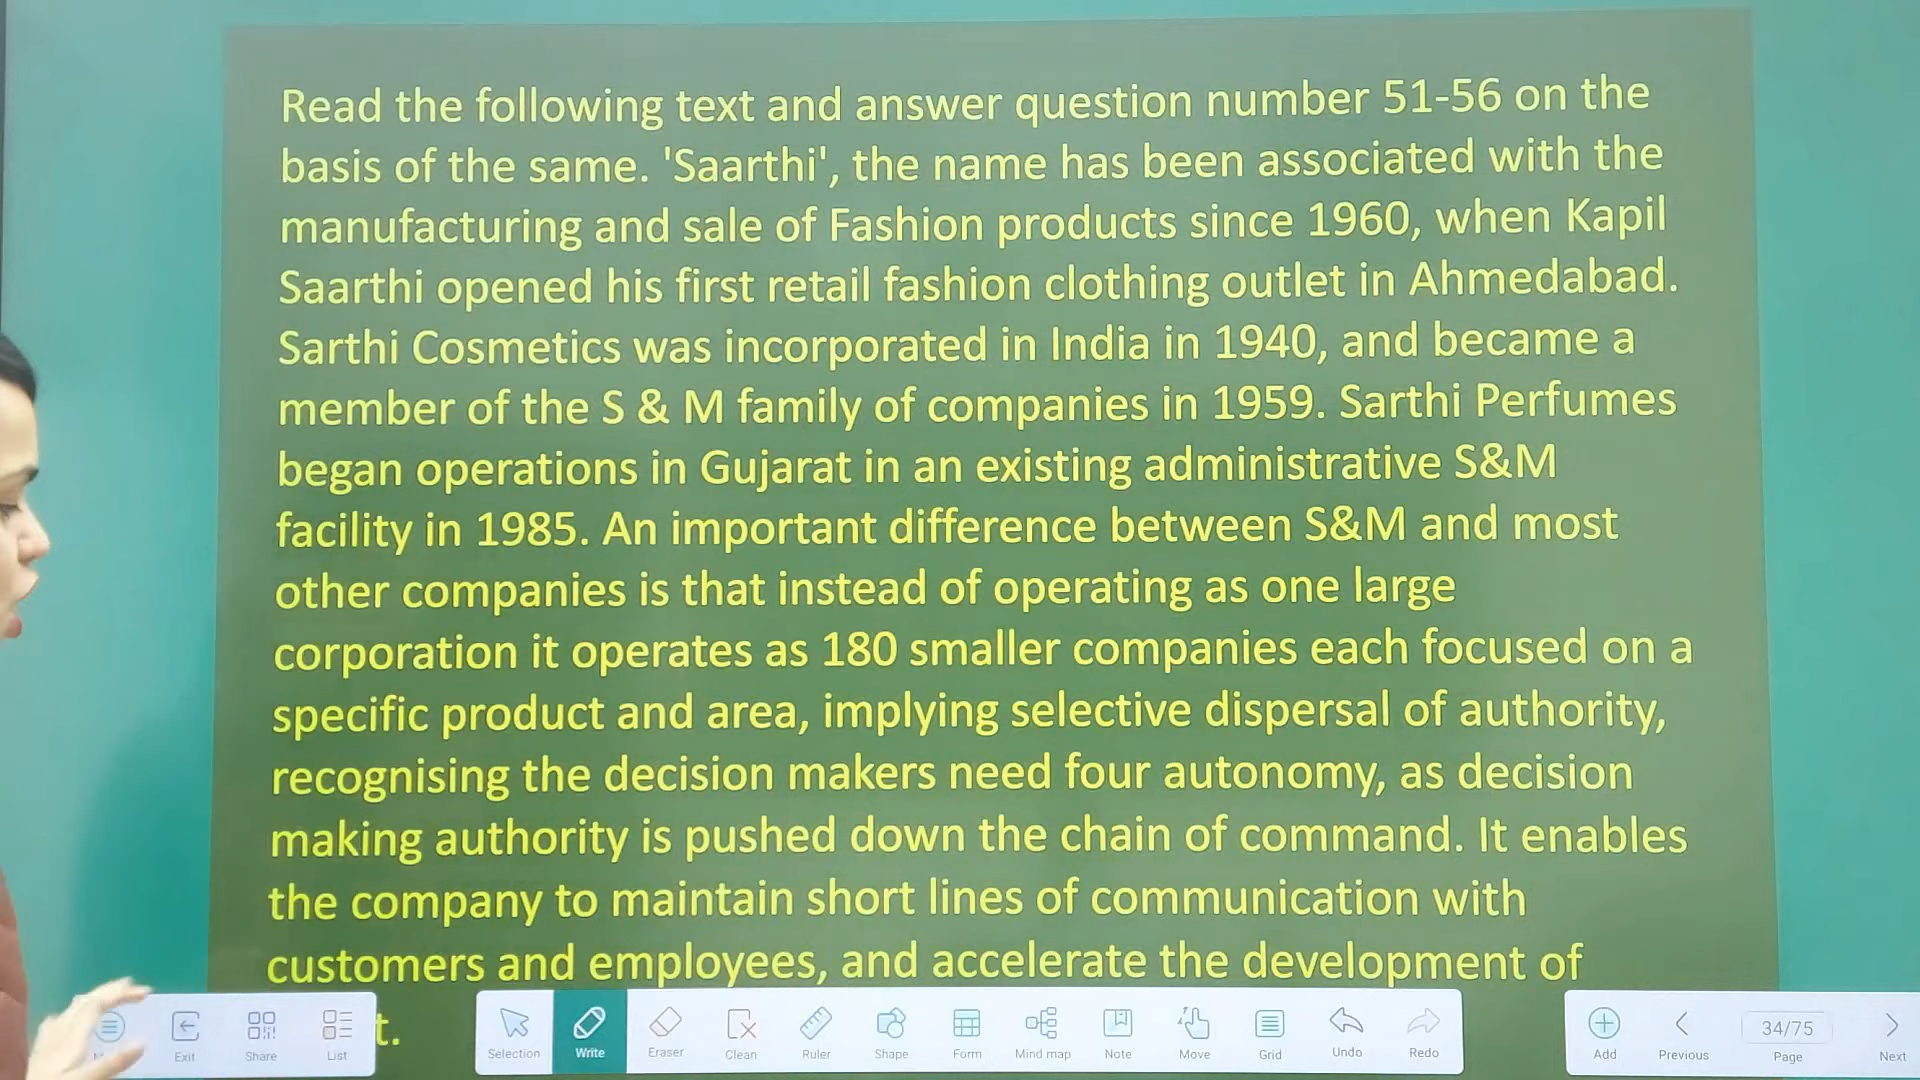 Read the following text and answer question number 51-56 on the
basis of the same. 'Saarthi', the name has been associated with the
manufacturing and sale of Fashion products since 1960, when Kapil
Saarthi opened his first retail fashion clothing outlet in Ahmedabad.
Sarthi Cosmetics was incorporated in India in 1940, and became a
member of the S & M family of companies in 1959. Sarthi Perfumes
began operations in Gujarat in an existing administrative S&M
facility in 1985. An important difference between S&M and most
other companies is that instead of operating as one large
corporation it operates as 180 smaller companies each focused on a
specific product and area, implying selective dispersal of authority,
recognising the decision makers need four autonomy, as decision
making authority is pushed down the chain of command. It enables
the company to maintain short lines of communication with
customers and employees, and accelerate the development of
t.
Exit Share List
Selection Write Eraser Clean Ruler Shape Form Mind map Note Move Grid Undo Redo
34/75
Add Previous Page Next